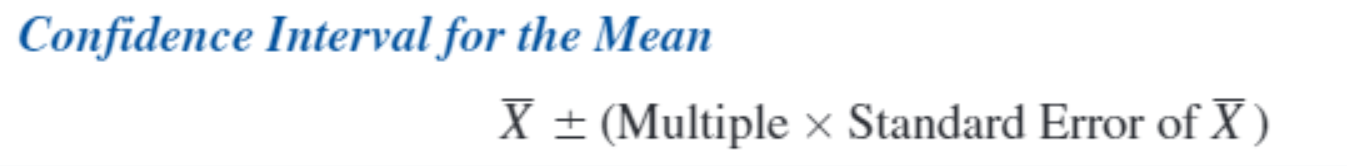 Confidence Interval for the Mean
X̅ ± (Multiple × Standard Error of X̅ )